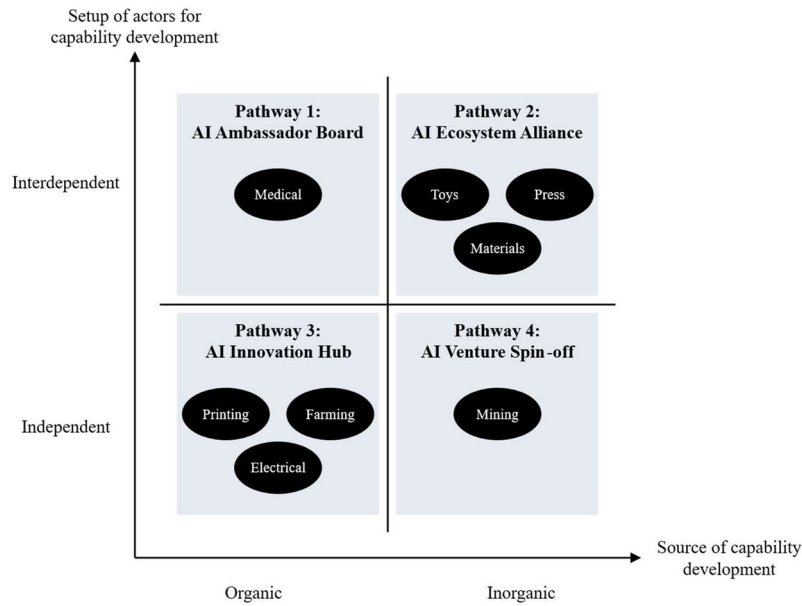 Setup of actors for
capability development
Pathway 1:
AI Ambassador Board
Pathway 2:
AI Ecosystem Alliance
Interdependent
Medical
Toys
Press
Materials
Pathway 3:
AI Innovation Hub
Pathway 4:
AI Venture Spin-off
Independent
Printing
Farming
Mining
Electrical
Source of capability
development
Organic
Inorganic